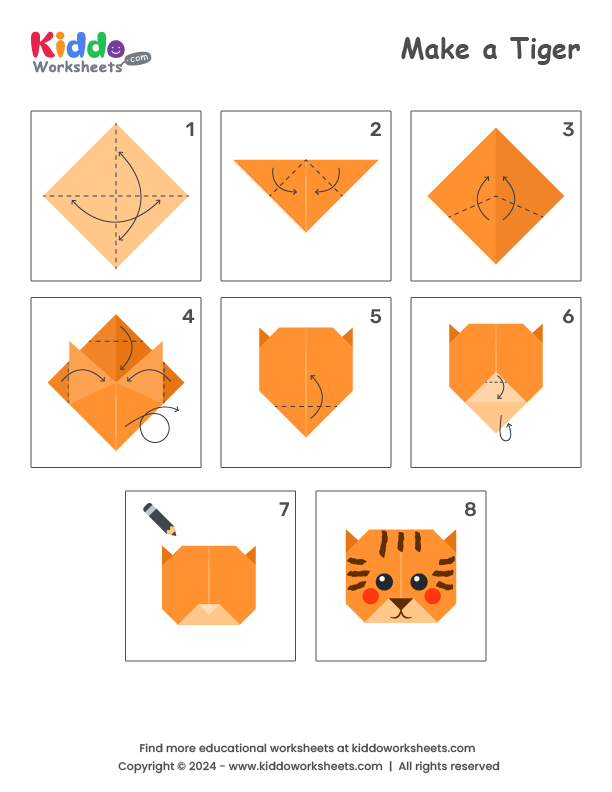 Kiddo
Worksheets .com
Make a Tiger
1
2
3
4
5
6
7
8
Find more educational worksheets at kiddoworksheets.com
Copyright © 2024 - www.kiddoworksheets.com | All rights reserved